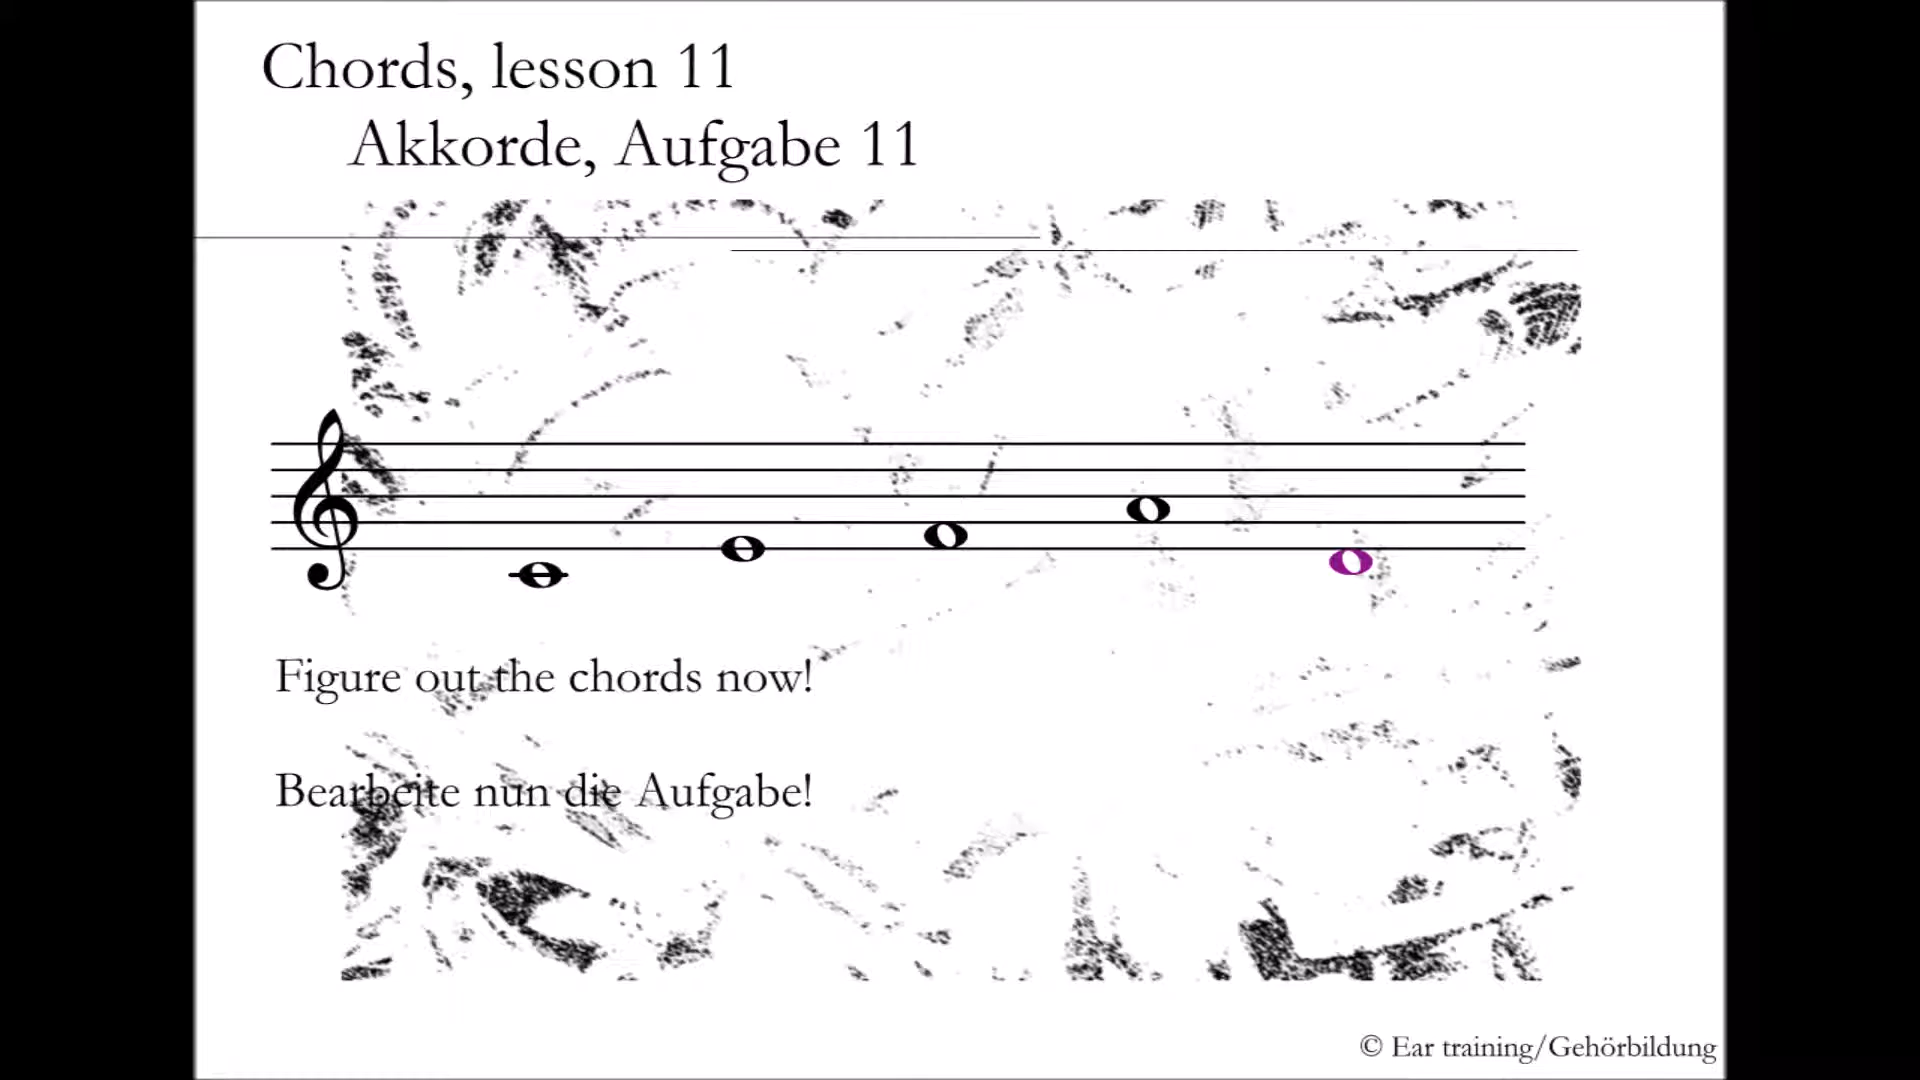 Chords, lesson 11
Akkorde, Aufgabe 11
Figure out the chords now!
Bearbeite nun die Aufgabe!
© Ear training/Gehörbildung